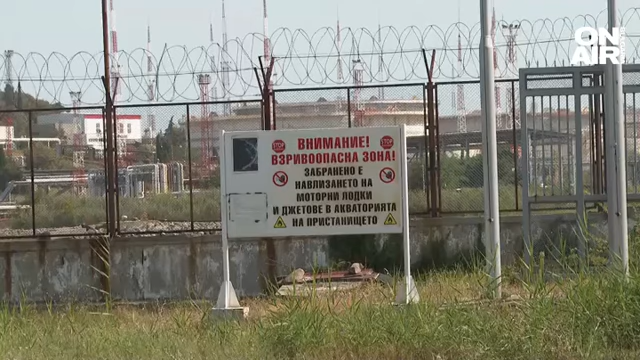 ON
AIR
ВНИМАНИЕ!
ВЗРИВООПАСНА ЗОНА!
ЗАБРАНЕНО Е
НАВЛИЗАНЕТО НА
МОТОРНИ ЛОДКИ
И ДЖЕТОВЕ В АКВАТОРИЯТА
НА ПРИСТАНИЩЕТО